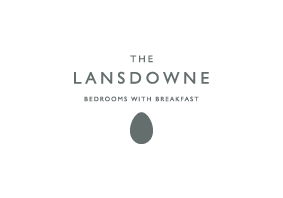 THE
LANSDOWNE
BEDROOMS WITH BREAKFAST